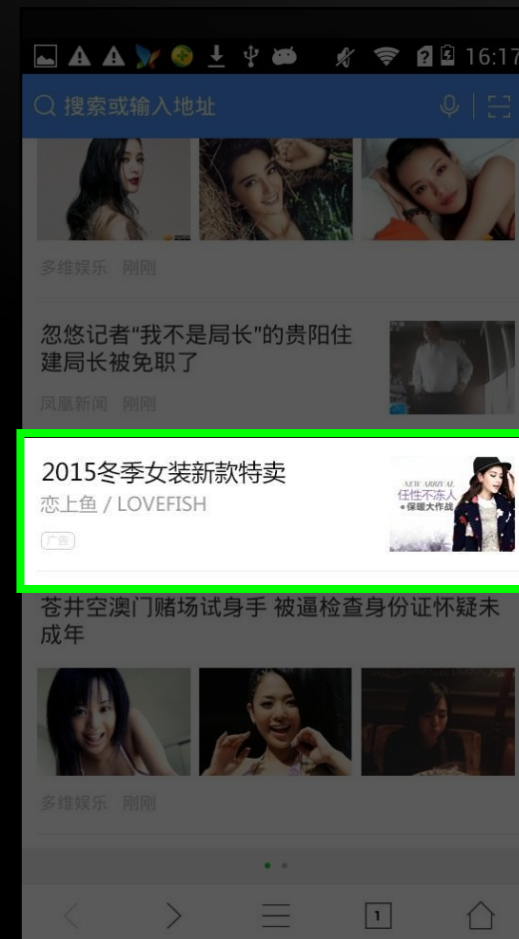 16:17
搜索或输入地址
多维娱乐 刚刚
忽悠记者“我不是局长”的贵阳住
建局长被免职了
凤凰新闻 刚刚
2015冬季女装新款特卖
恋上鱼 / LOVEFISH
广告
NEW ARRIVAL
任性不冻人
保暖大作战
苍井空澳门赌场试身手 被逼检查身份证怀疑未
成年
多维娱乐 刚刚
1